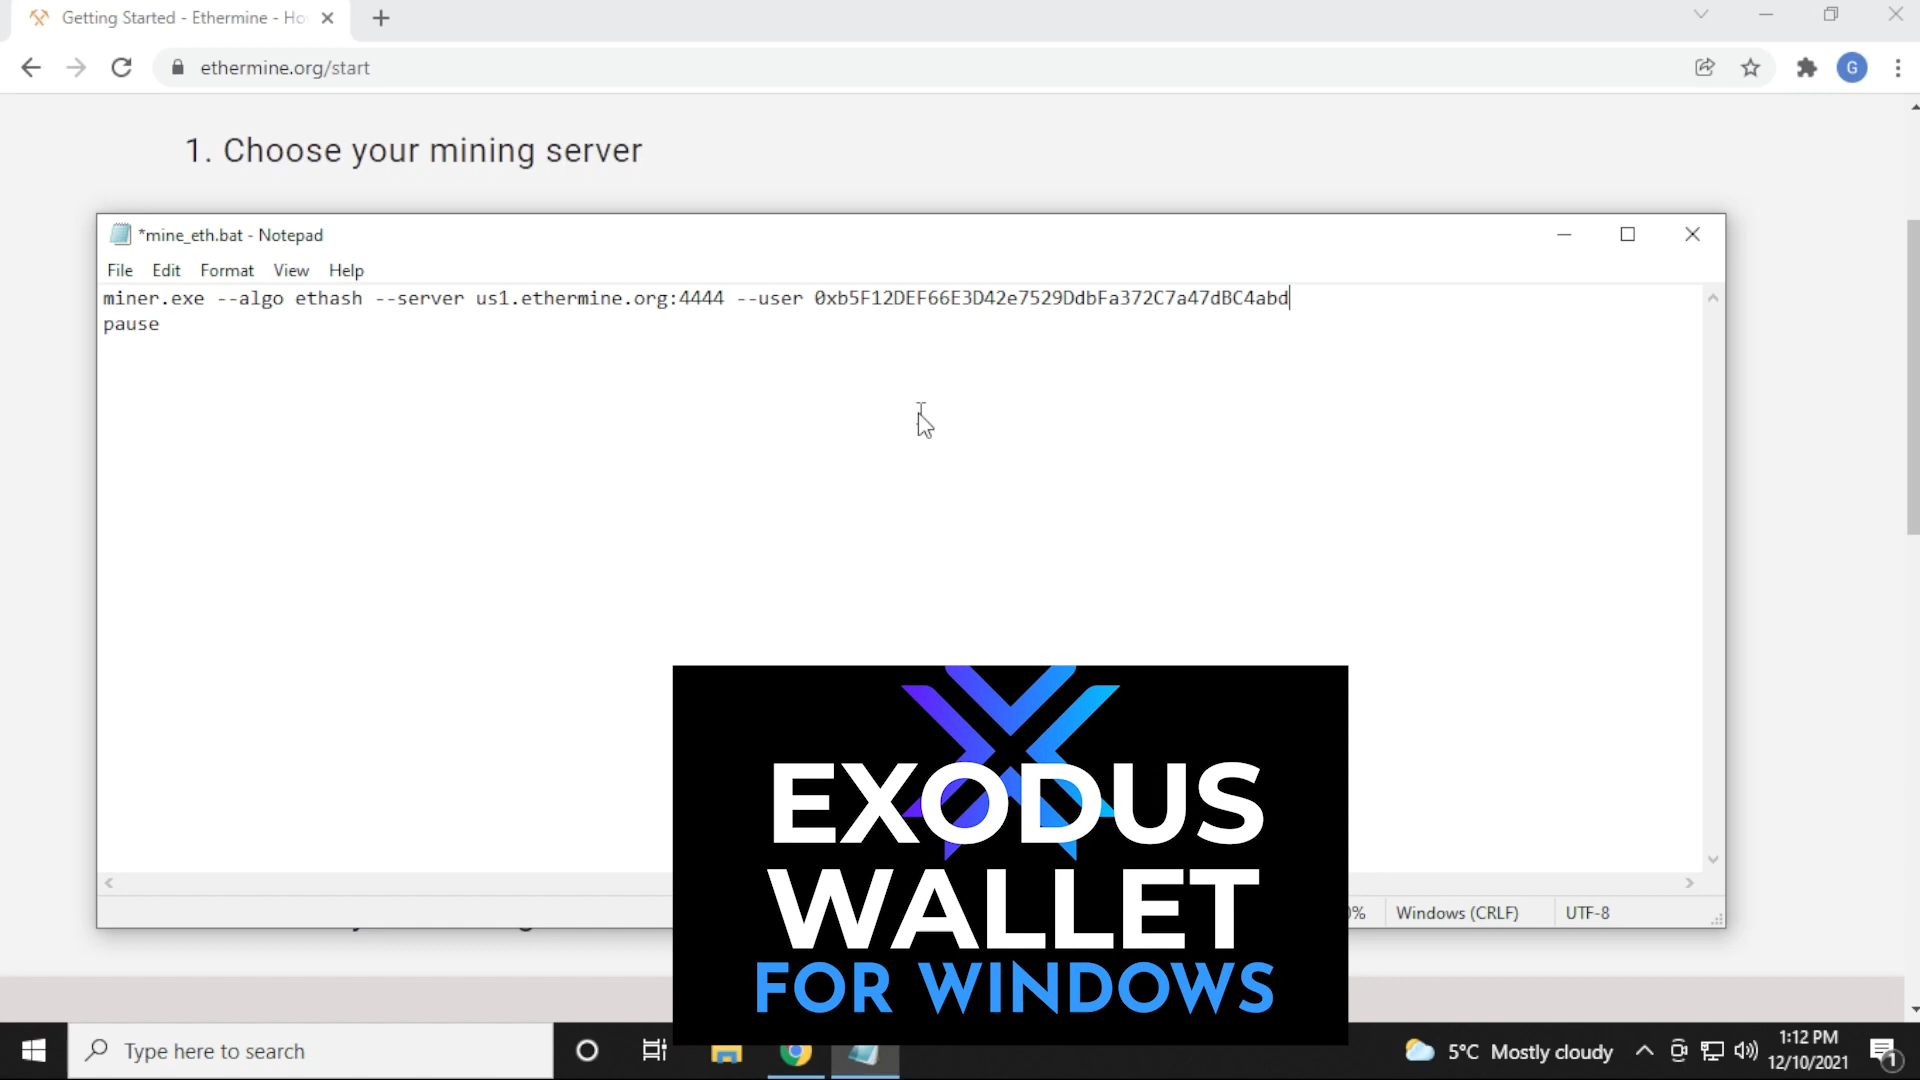 Getting Started - Ethermine - Ho
ethermine.org/start
G
1. Choose your mining server
*mine_eth.bat - Notepad
File Edit Format View Help
miner.exe --algo ethash --server us1.ethermine.org:4444 --user 0xb5F12DEF66E3D42e7529DdbFa372C7a47dBC4abd
pause
EXODUS
WALLET
FOR WINDOWS
0% Windows (CRLF) UTF-8
Type here to search
5°C Mostly cloudy
1:12 PM
12/10/2021
1